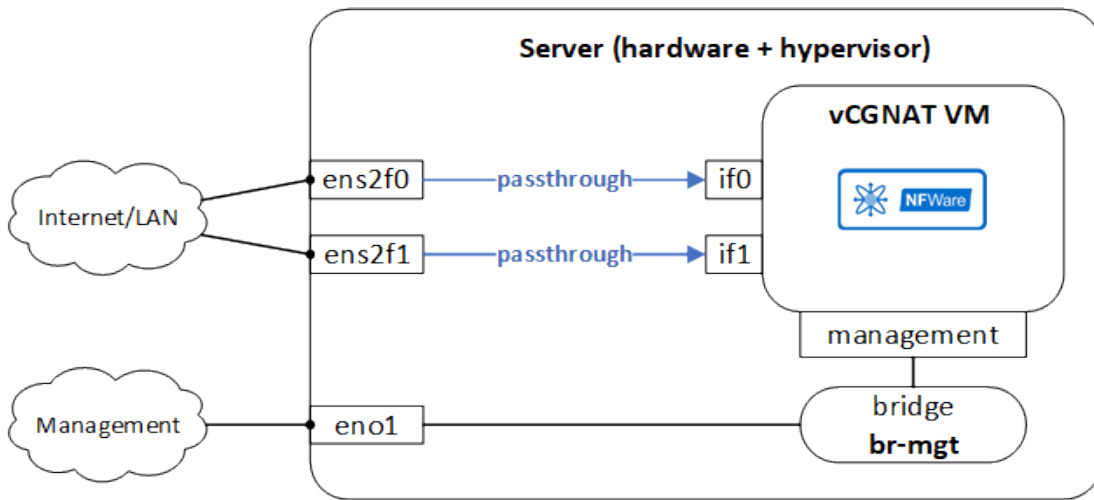 Server (hardware + hypervisor)
vCGNAT VM
NFWare
Internet/LAN
ens2f0
passthrough
if0
ens2f1
passthrough
if1
management
Management
eno1
bridge
br-mgt